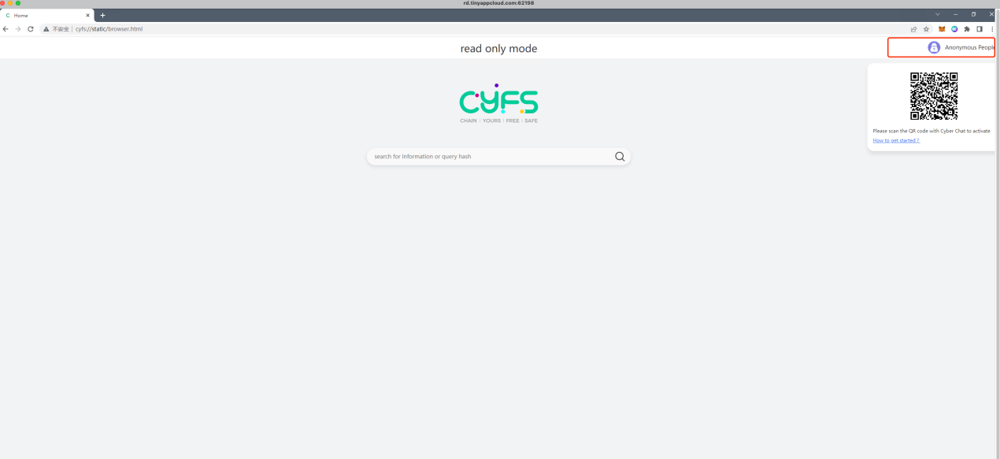 rd.tinyappcloud.com:62198
C Home
不安全 cyfs://static/browser.html
read only mode
Anonymous People
CYFS
CHAIN | YOURS | FREE | SAFE
Please scan the QR code with Cyber Chat to activate
How to get started ?
search for information or query hash